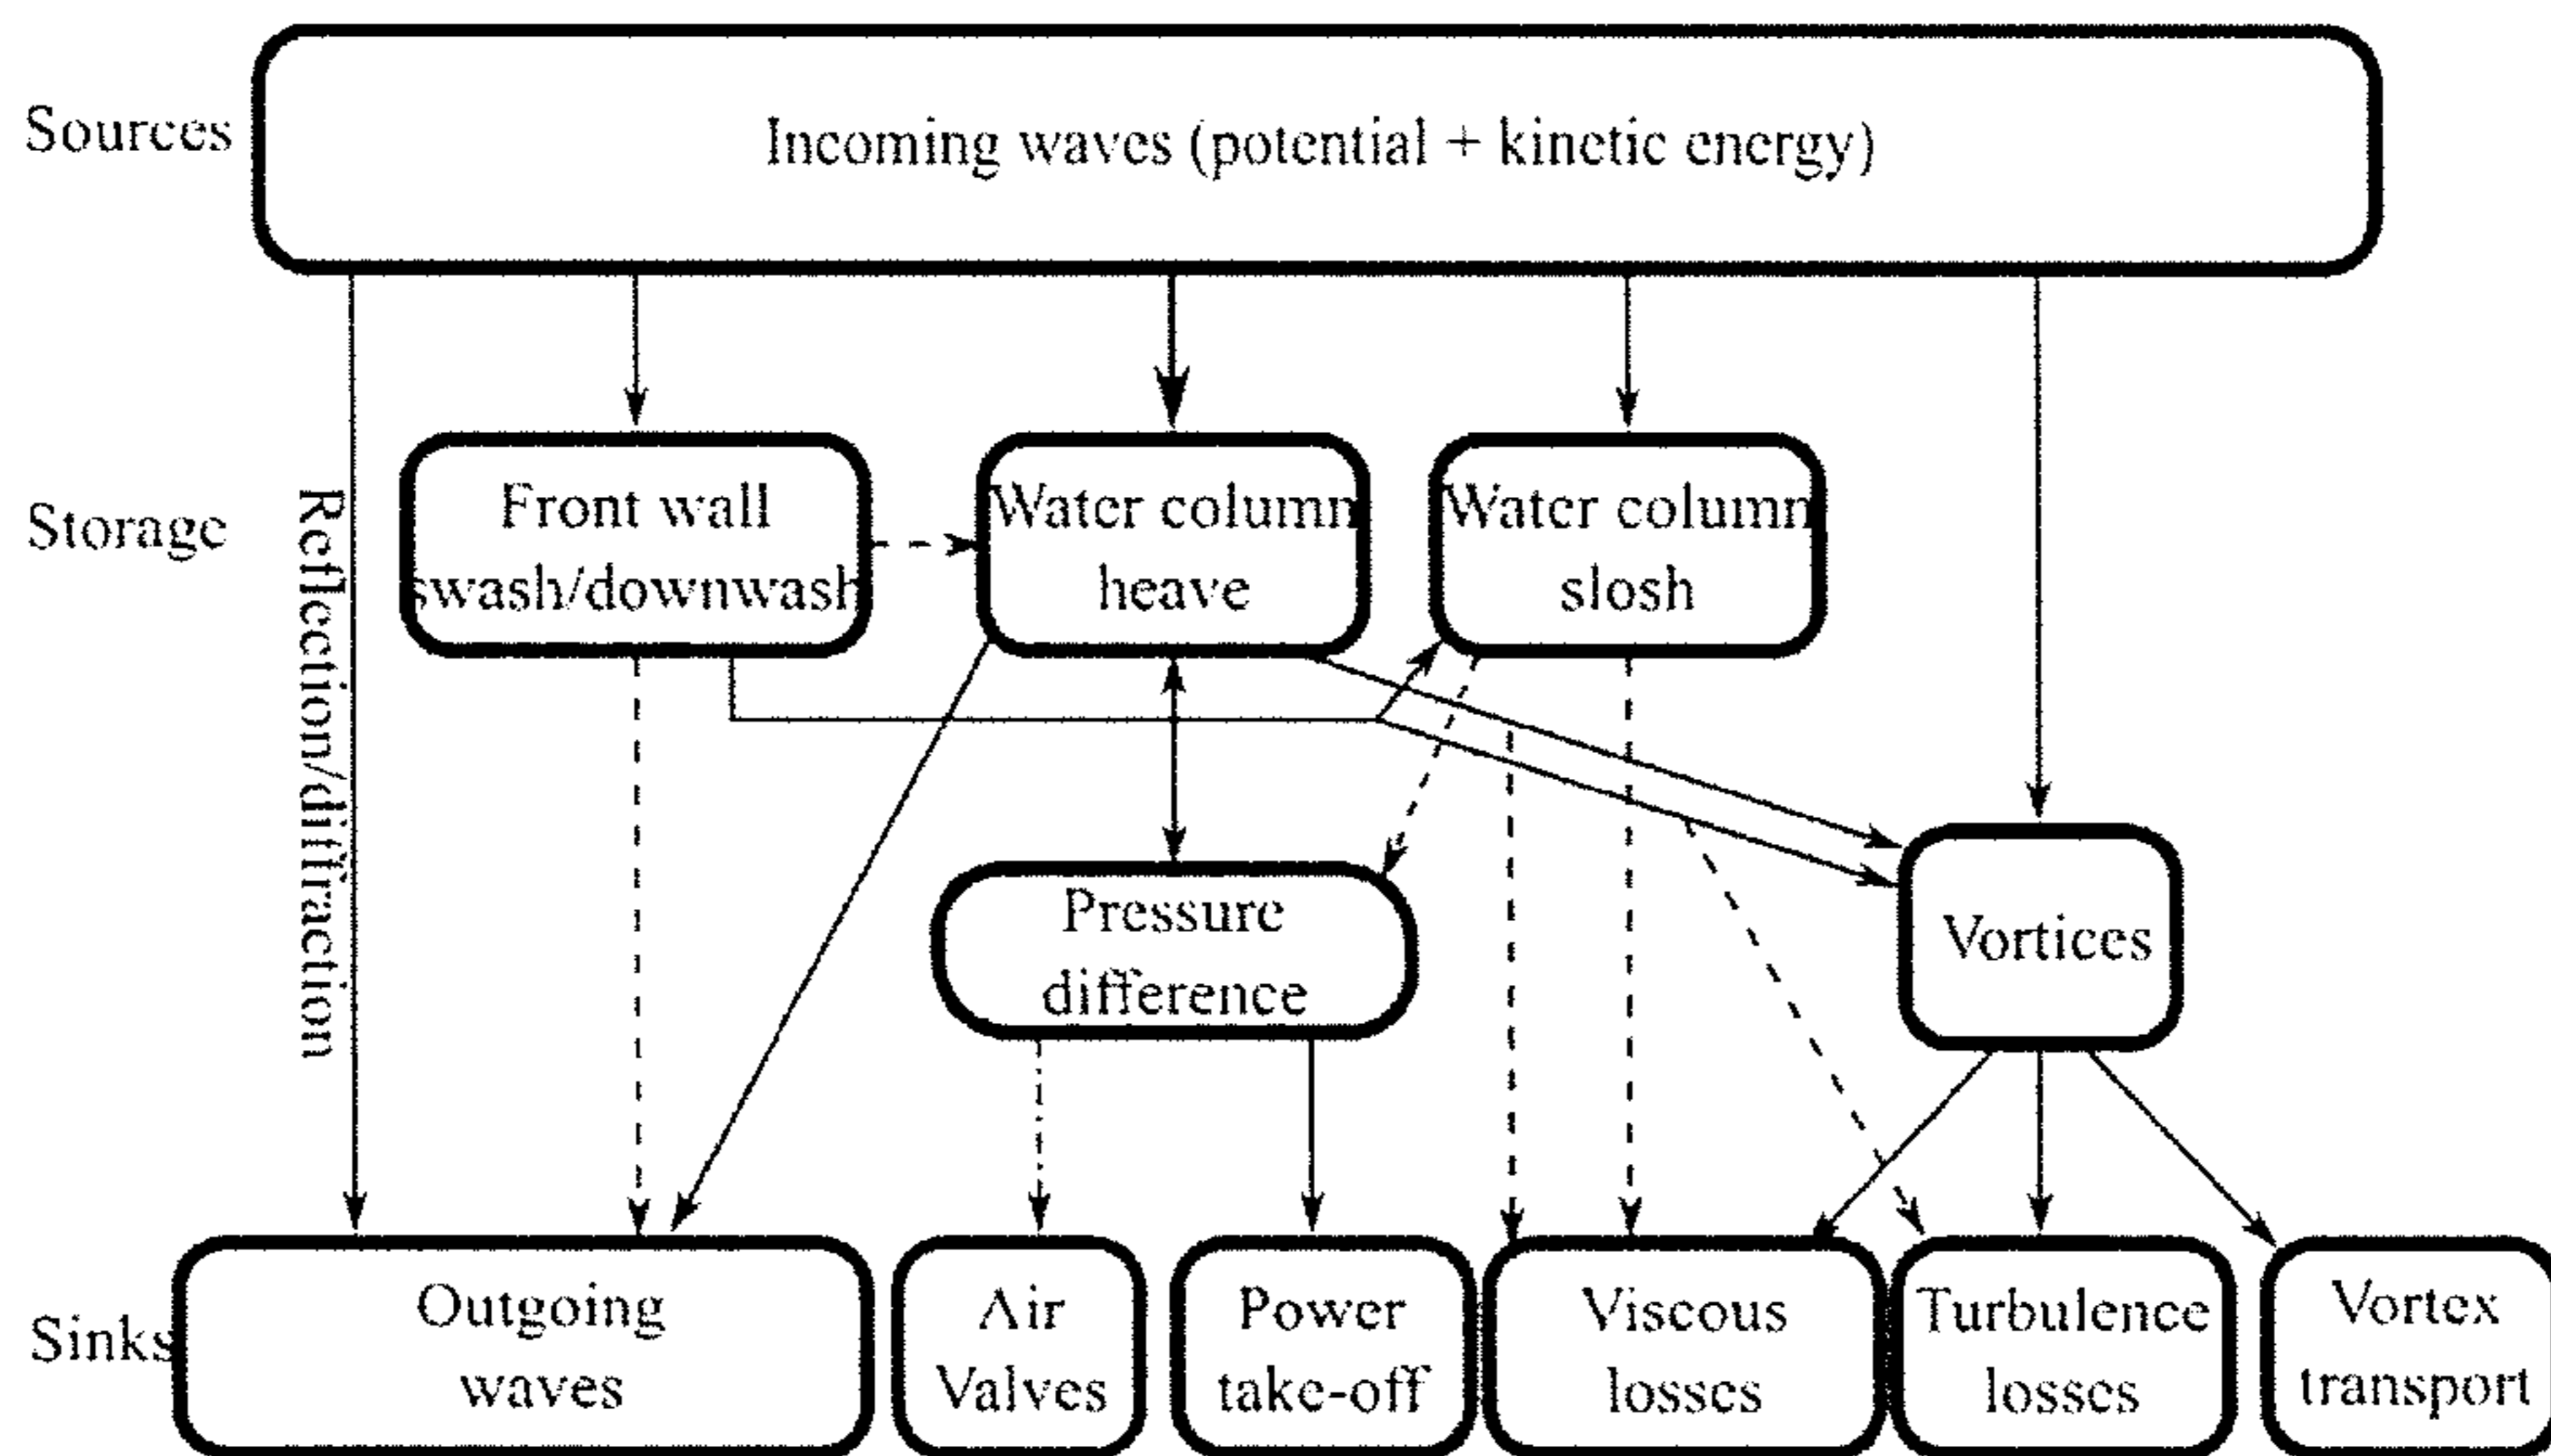 Sources
Incoming waves (potential + kinetic energy)
Storage
Reflection/diffraction
Front wall
swash/downwash
Water column
heave
Water column
slosh
Pressure
difference
Vortices
Sinks
Outgoing
waves
Air
Valves
Power
take-off
Viscous
losses
Turbulence
losses
Vortex
transport